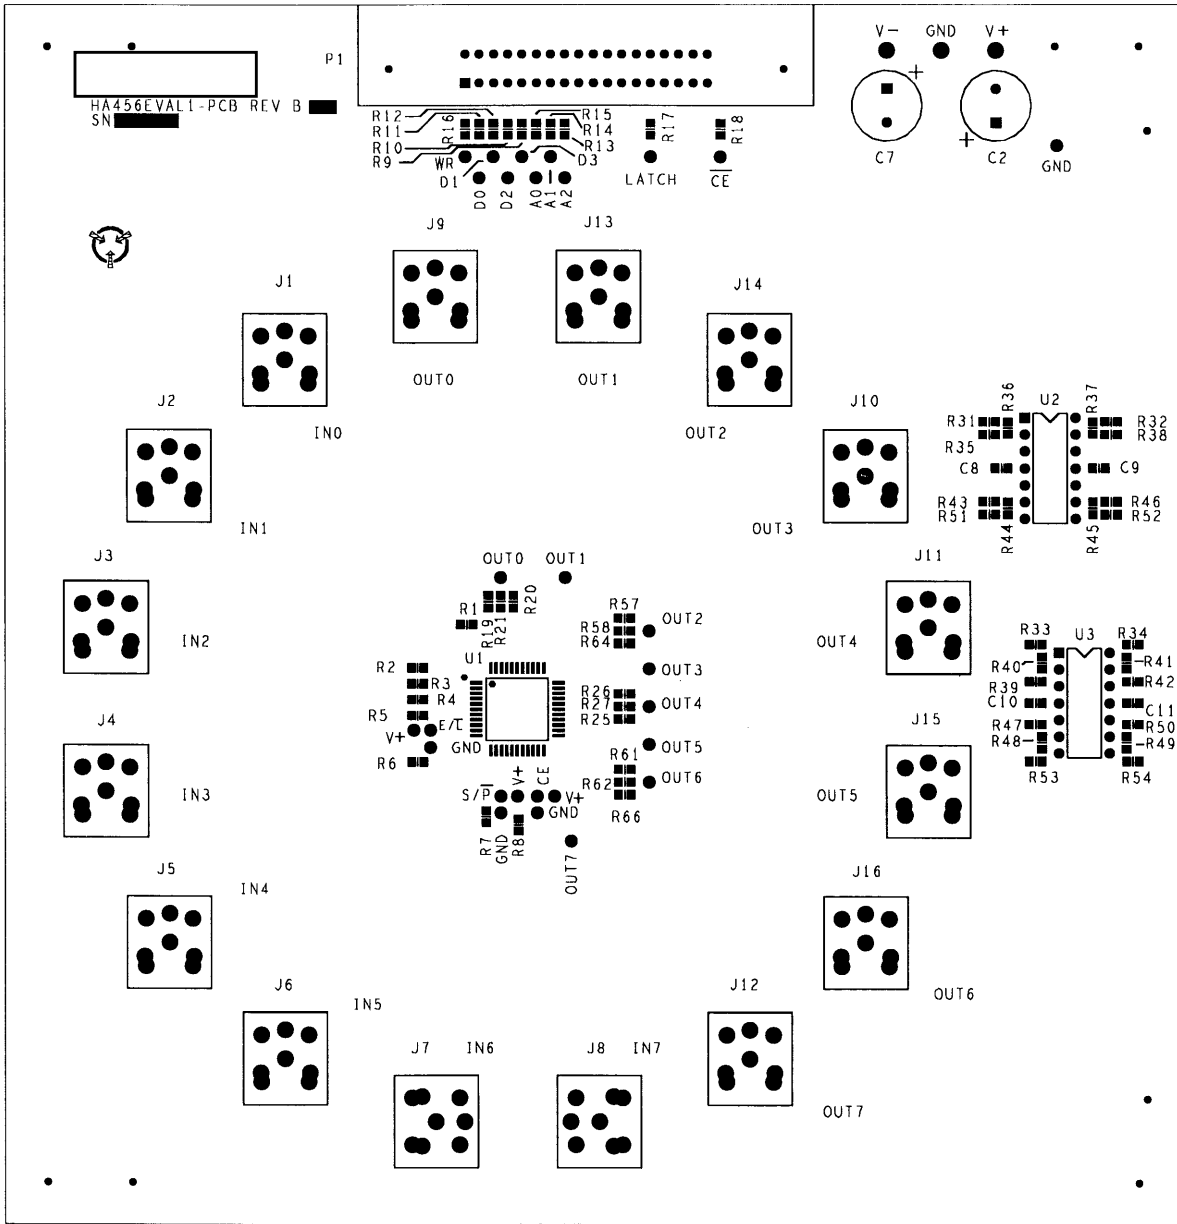 V- GND V+
P1
HA456EVAL1-PCB REV B
SN
R12 R16 R15 R17 R18
R11 R14
R10 R13
R9 WR D3
D1 LATCH CE
D0 D2 A0 A1 A2
C7 C2 GND
J9 J13
J1 J14
OUT0 OUT1
J2 J10
IN0 OUT2
R36 U2 R37
R31 R32
R35 R38
C8 C9
R43 R46
R51 R52
R44 R45
IN1 OUT3
J3 J11
OUT0 OUT1
R1 R19 R21 R20
R57
R58 OUT2
R64
IN2 OUT4
R33 U3 R34
R40 R41
R39 R42
C10 C11
R47 R50
R48 R49
R53 R54
U1
R2 OUT3
R3
R4 R26
R27 OUT4
R25
R5 E/L
V+ GND OUT5
R6 R61
R62 OUT6
R66
J4 J15
IN3 OUT5
S/P V+ CE V+
GND
R7 GND R8 OUT7
J5 J16
IN4
J6 IN5 J12 OUT6
J7 IN6 J8 IN7
OUT7